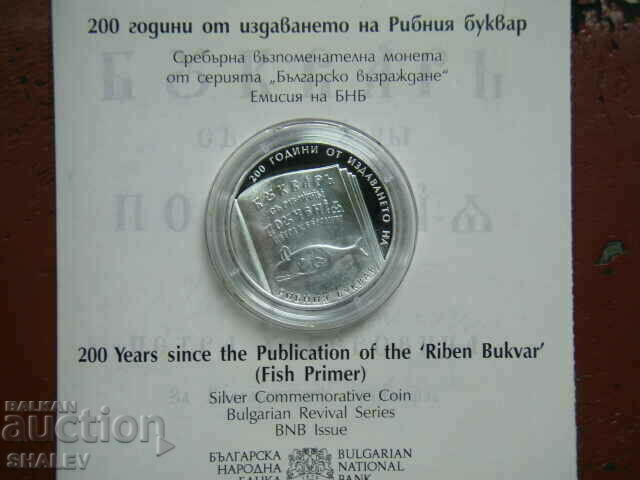 200 години от издаването на Рибния буквар
Сребърна възпоменателна монета
от серията „Българско възраждане“
Емисия на БНБ
200 ГОДИНИ ОТ ИЗДАВАНЕТО НА
РИБНИЯ БУКВАР
200 Years since the Publication of the ‘Riben Bukvar’
(Fish Primer)
Silver Commemorative Coin
Bulgarian Revival Series
BNB Issue
БЪЛГАРСКА
НАРОДНА
БАНКА
BULGARIAN
NATIONAL
BANK
BALKAN
auction
SHALEV